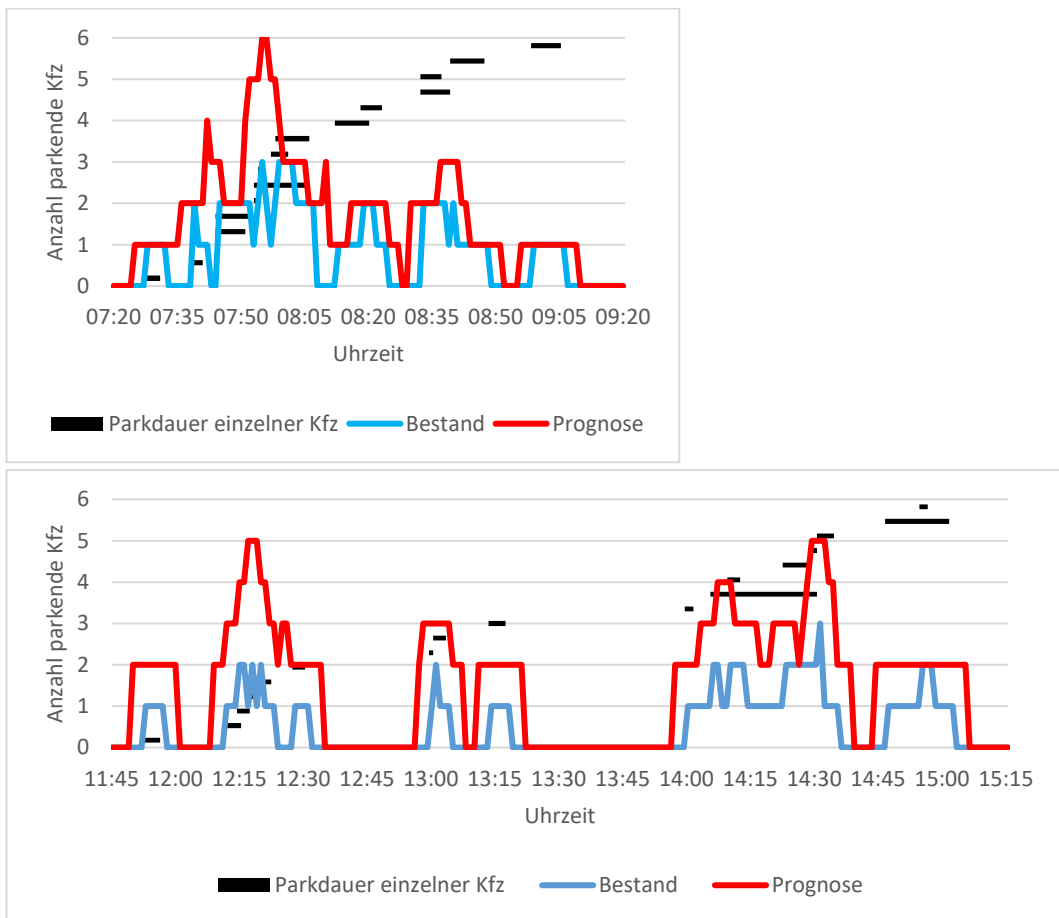 Anzahl parkende Kfz
6
5
4
3
2
1
0
07:20 07:35 07:50 08:05 08:20 08:35 08:50 09:05 09:20
Uhrzeit
Parkdauer einzelner Kfz Bestand Prognose
Anzahl parkende Kfz
6
5
4
3
2
1
0
11:45 12:00 12:15 12:30 12:45 13:00 13:15 13:30 13:45 14:00 14:15 14:30 14:45 15:00 15:15
Uhrzeit
Parkdauer einzelner Kfz Bestand Prognose